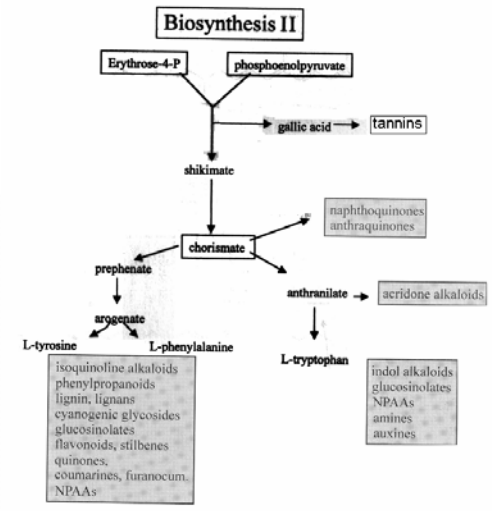 Biosynthesis II
Erythrose-4-P
phosphoenolpyruvate
gallic acid
tannins
shikimate
naphthoquinones
anthraquinones
chorismate
prephenate
anthranilate
acridone alkaloids
arogenate
L-tyrosine
L-phenylalanine
L-tryptophan
isoquinoline alkaloids
phenylpropanoids
lignin, lignans
cyanogenic glycosides
glucosinolates
flavonoids, stilbenes
quinones,
coumarines, furanocum.
NPAAs
indol alkaloids
glucosinolates
NPAAs
amines
auxines